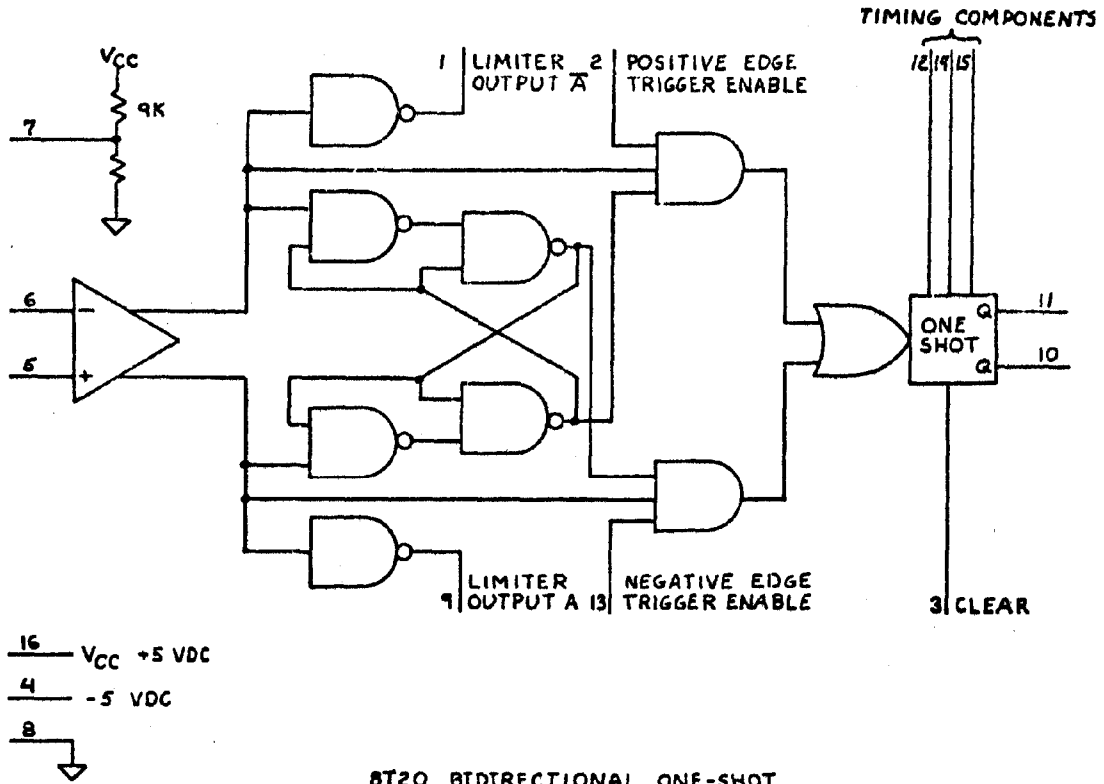 TIMING COMPONENTS
12 14 15
VCC
9K
7
1 LIMITER OUTPUT A̅
2 POSITIVE EDGE TRIGGER ENABLE
6
-
5
+
ONE SHOT
Q 11
Q 10
9 LIMITER OUTPUT A
13 NEGATIVE EDGE TRIGGER ENABLE
3 CLEAR
16 VCC +5 VDC
4 -5 VDC
8
8T20 BIDIRECTIONAL ONE-SHOT